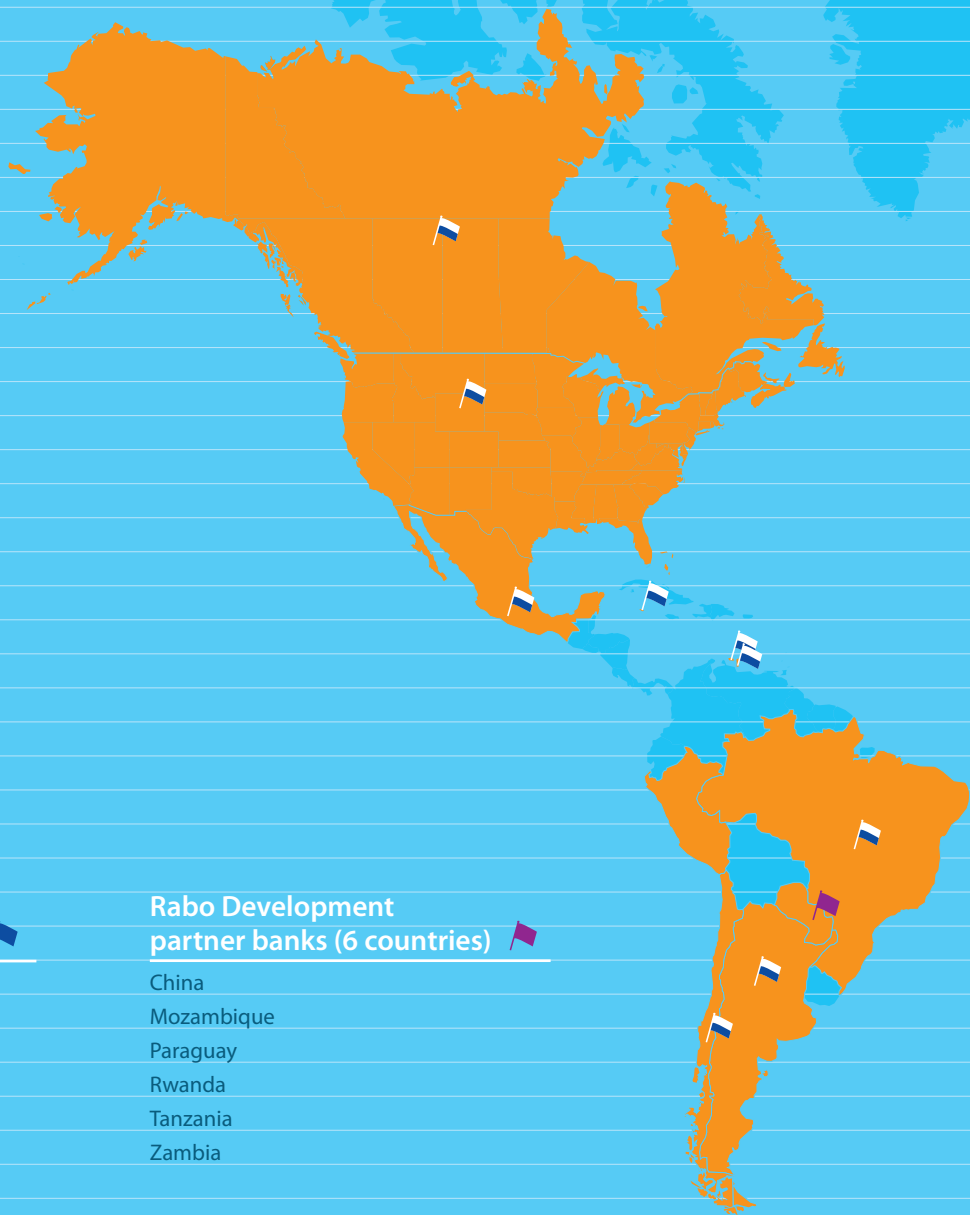 Rabo Development
partner banks (6 countries)
China
Mozambique
Paraguay
Rwanda
Tanzania
Zambia